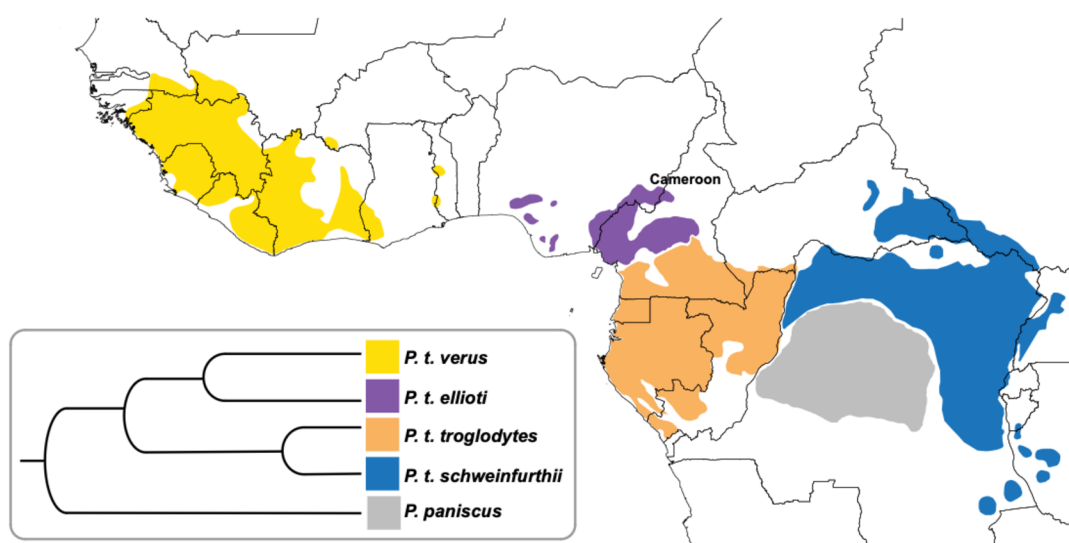 Cameroon
P. t. verus
P. t. ellioti
P. t. troglodytes
P. t. schweinfurthii
P. paniscus